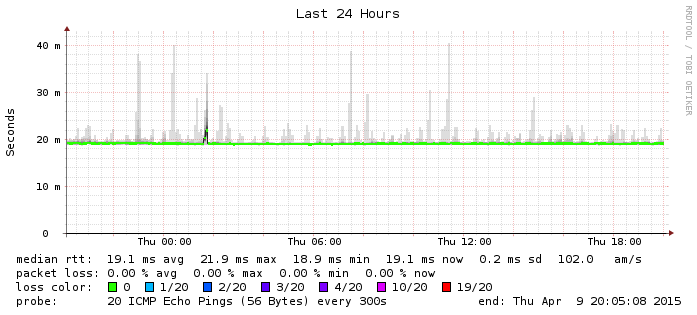 Last 24 Hours
RRDTOOL / TOBI OETIKER
Seconds
40 m
30 m
20 m
10 m
0
Thu 00:00 Thu 06:00 Thu 12:00 Thu 18:00
median rtt: 19.1 ms avg 21.9 ms max 18.9 ms min 19.1 ms now 0.2 ms sd 102.0 am/s
packet loss: 0.00 % avg 0.00 % max 0.00 % min 0.00 % now
loss color: 0 1/20 2/20 3/20 4/20 10/20 19/20
probe: 20 ICMP Echo Pings (56 Bytes) every 300s end: Thu Apr 9 20:05:08 2015